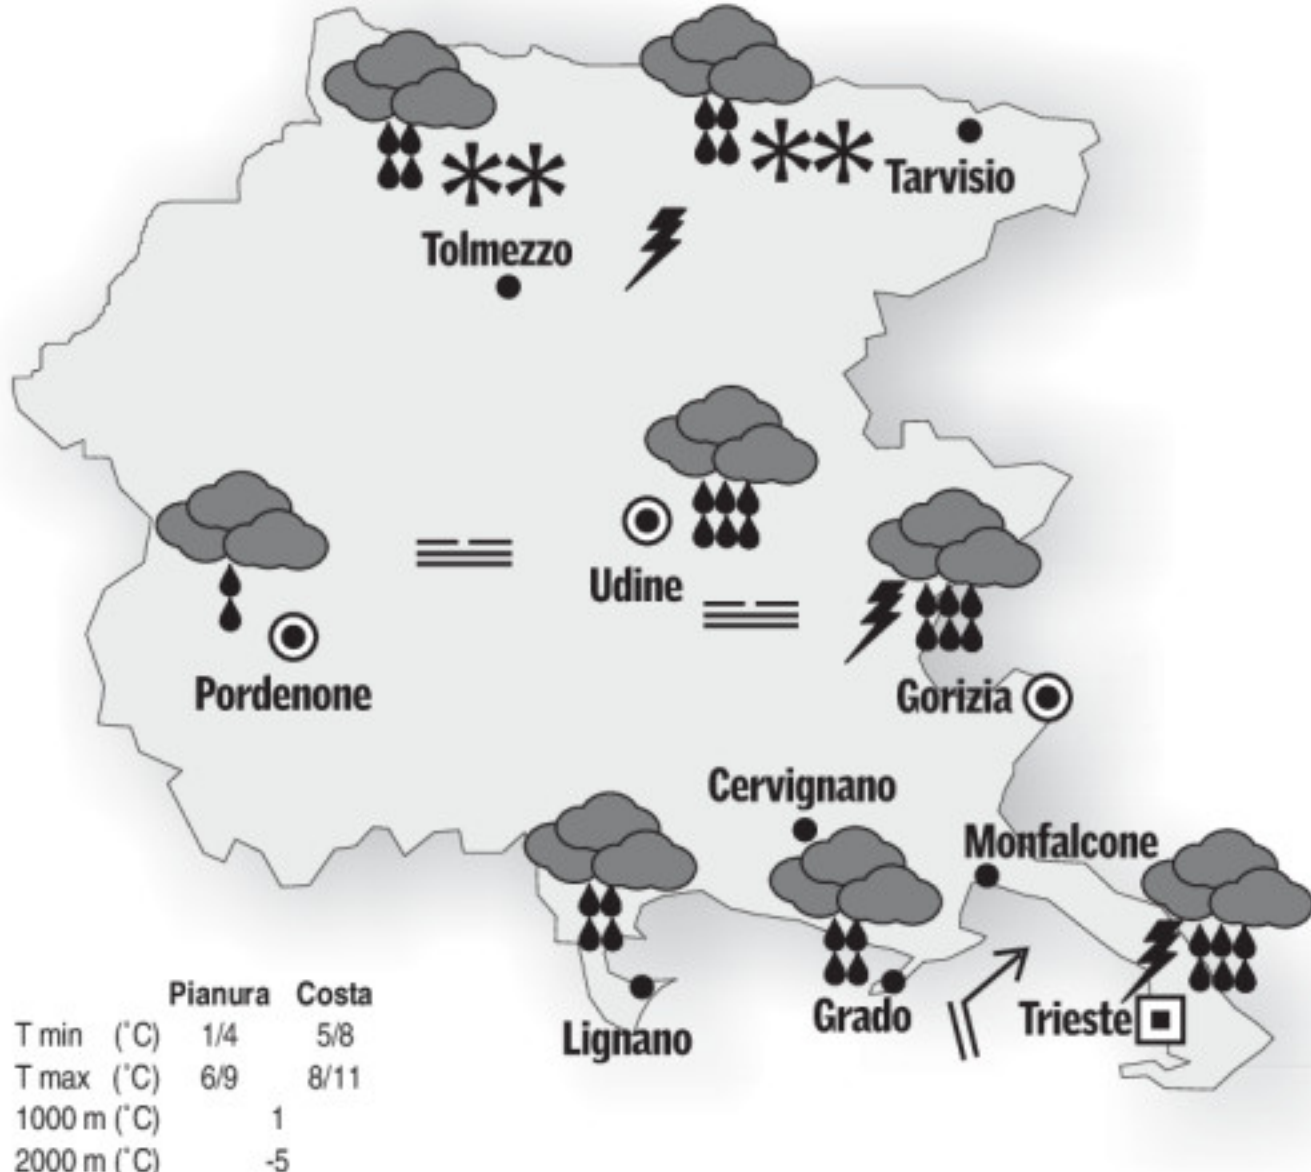 Tarvisio
Tolmezzo
Udine
Pordenone
Gorizia
Cervignano
Monfalcone
Grado
Trieste
Lignano
Pianura Costa
T min (°C) 1/4 5/8
T max (°C) 6/9 8/11
1000 m (°C) 1
2000 m (°C) -5